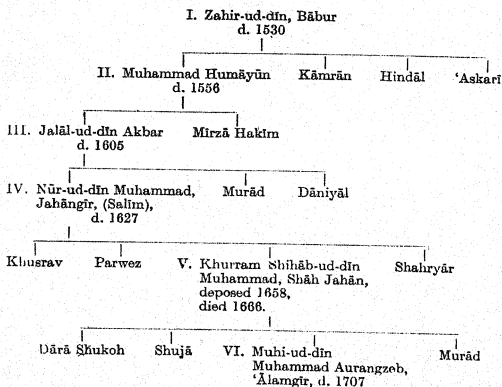 I. Zahir-ud-dīn, Bābur
d. 1530
II. Muhammad Humāyūn Kāmrān Hindāl ‘Askarī
d. 1556
III. Jalāl-ud-dīn Akbar Mīrzā Hakīm
d. 1605
IV. Nūr-ud-dīn Muhammad, Murād Dāniyāl
Jahāngīr, (Salīm),
d. 1627
Khusrav Parwez V. Khurram Shihāb-ud-dīn Shahryār
Muhammad, Shāh Jahān,
deposed 1658,
died 1666.
Dārā Shukoh Shujā VI. Muhi-ud-dīn Murād
Muhammad Aurangzeb,
‘Ālamgīr, d. 1707